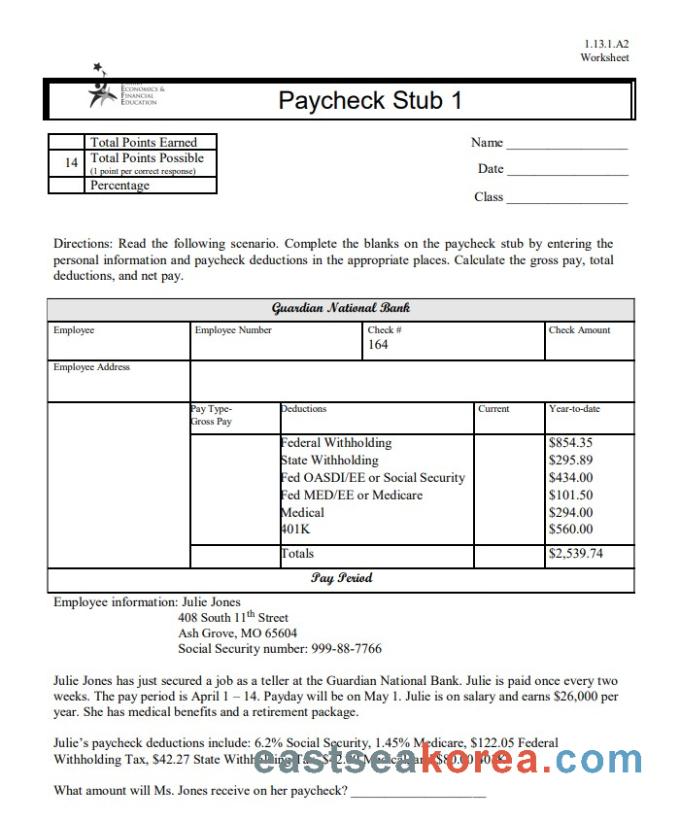 1.13.1.A2
Worksheet
ECONOMICS &
FINANCIAL
EDUCATION
Paycheck Stub 1
Total Points Earned
14 Total Points Possible
(1 point per correct response)
Percentage
Name
Date
Class
Directions: Read the following scenario. Complete the blanks on the paycheck stub by entering the
personal information and paycheck deductions in the appropriate places. Calculate the gross pay, total
deductions, and net pay.
Guardian National Bank
Employee Employee Number Check # Check Amount
164
Employee Address
Pay Type- Deductions Current Year-to-date
Gross Pay
Federal Withholding $854.35
State Withholding $295.89
Fed OASDI/EE or Social Security $434.00
Fed MED/EE or Medicare $101.50
Medical $294.00
401K $560.00
Totals $2,539.74
Pay Period
Employee information: Julie Jones
408 South 11th Street
Ash Grove, MO 65604
Social Security number: 999-88-7766
Julie Jones has just secured a job as a teller at the Guardian National Bank. Julie is paid once every two
weeks. The pay period is April 1 – 14. Payday will be on May 1. Julie is on salary and earns $26,000 per
year. She has medical benefits and a retirement package.
Julie's paycheck deductions include: 6.2% Social Security, 1.45% Medicare, $122.05 Federal
Withholding Tax, $42.27 State
eastseakorea.com
What amount will Ms. Jones receive on her paycheck?